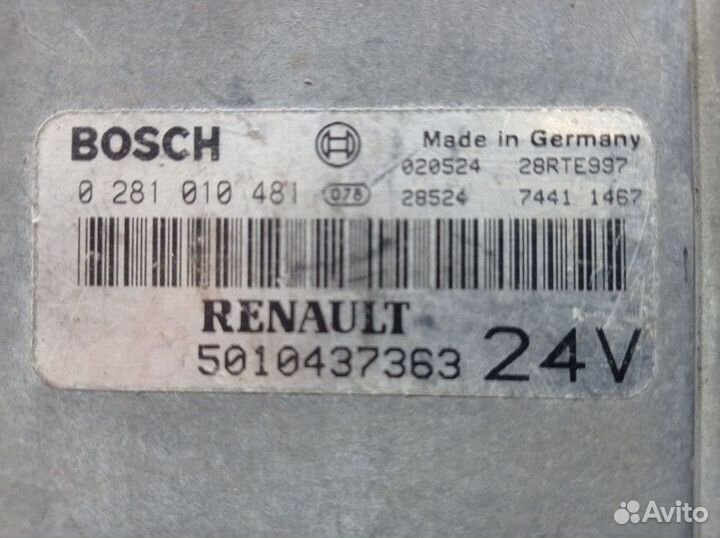 BOSCH
Made in Germany
020524 28RTE997
0 281 010 481 078 28524 7441 1467
RENAULT
5010437363 24V
Avito